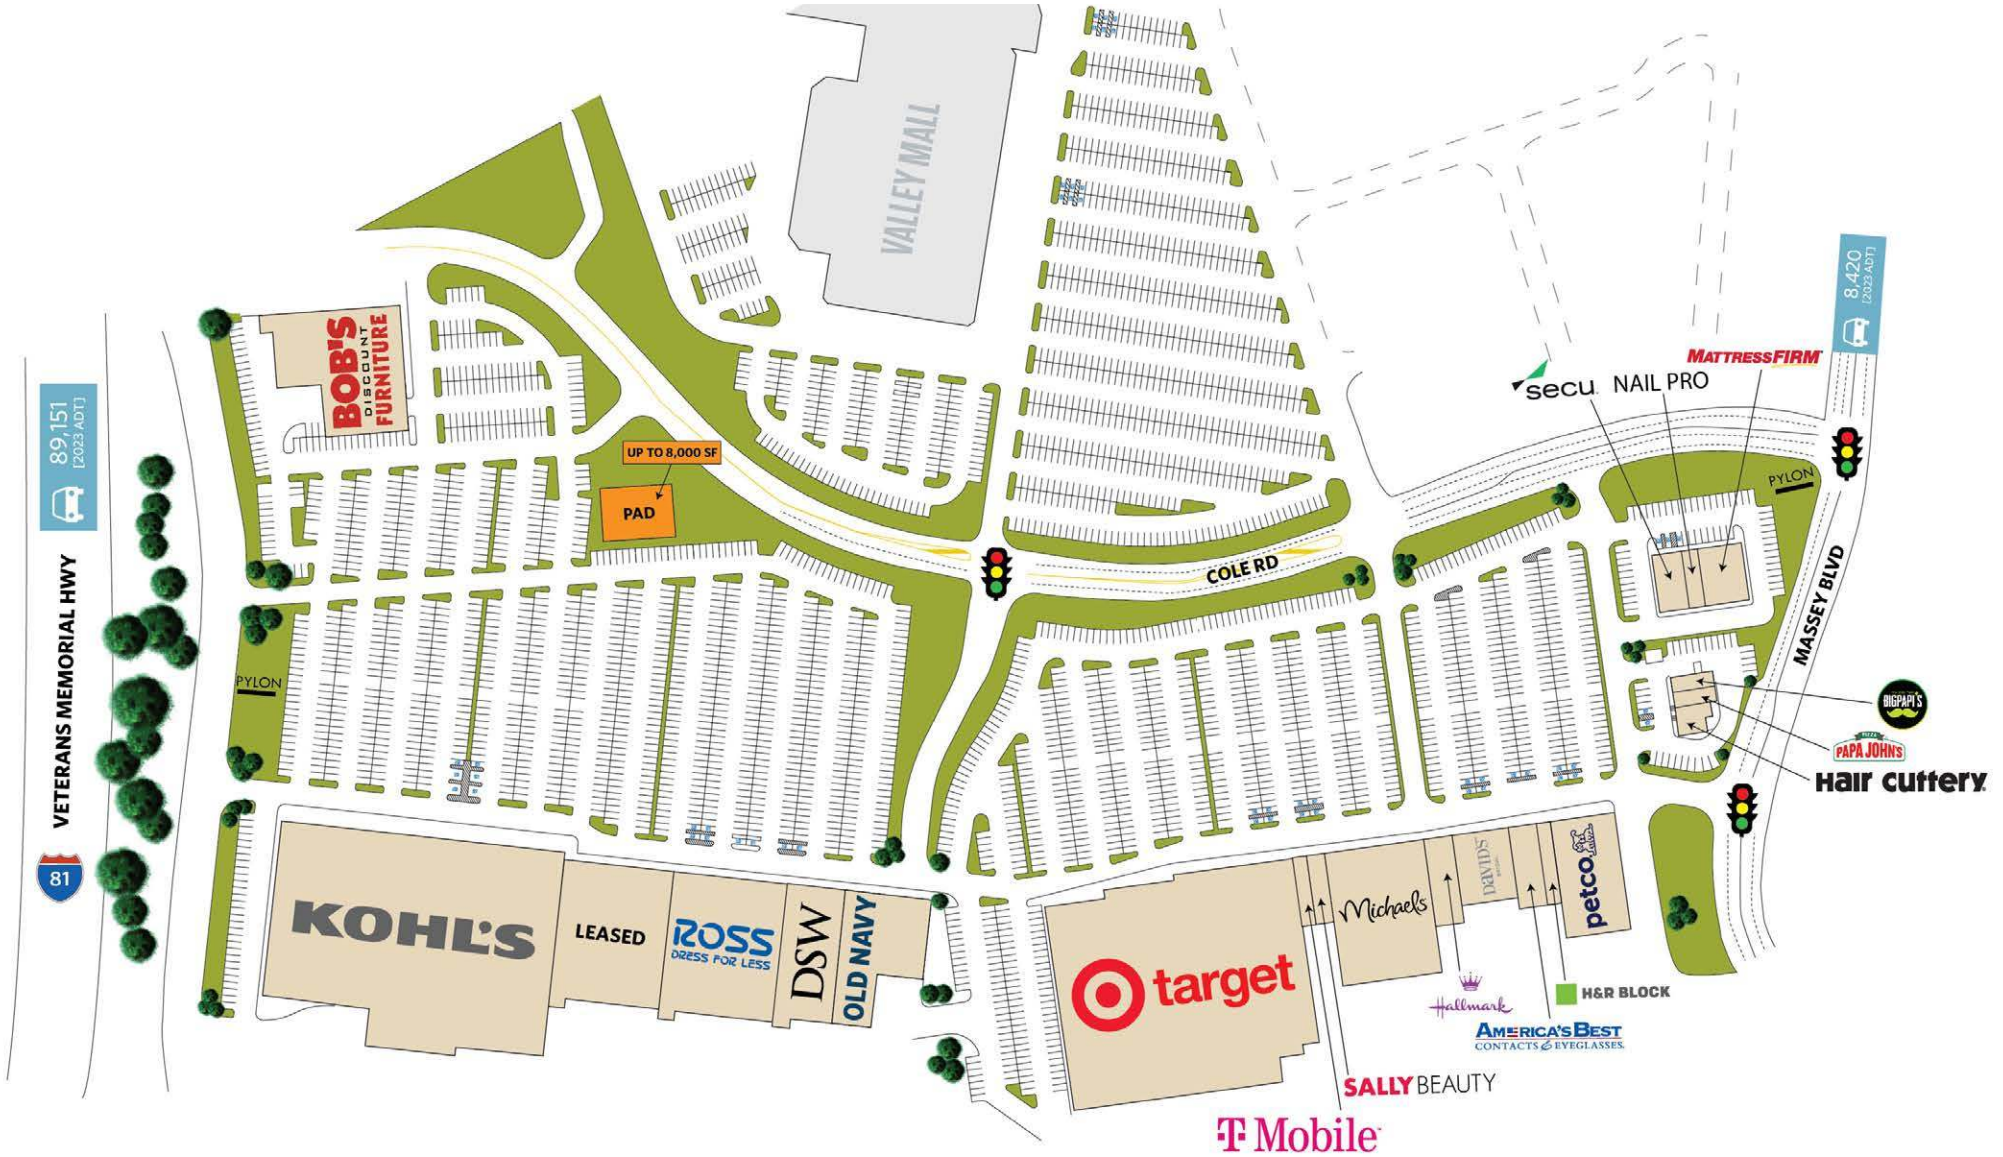 VALLEY MALL
8,420
[2023 ADT]
BOB'S
DISCOUNT
FURNITURE
MATTRESSFIRM
secu
NAIL PRO
89,151
[2023 ADT]
UP TO 8,000 SF
PAD
PYLON
COLE RD
MASSEY BLVD
VETERANS MEMORIAL HWY
PYLON
BIGPAPI'S
PIZZA
PAPA JOHN'S
Hair Cuttery
81
KOHL'S
LEASED
ROSS
DRESS FOR LESS
DSW
OLD NAVY
target
Michaels
DAVID'S
petco
Hallmark
H&R BLOCK
AMERICA'S BEST
CONTACTS & EYEGLASSES.
SALLY BEAUTY
T Mobile